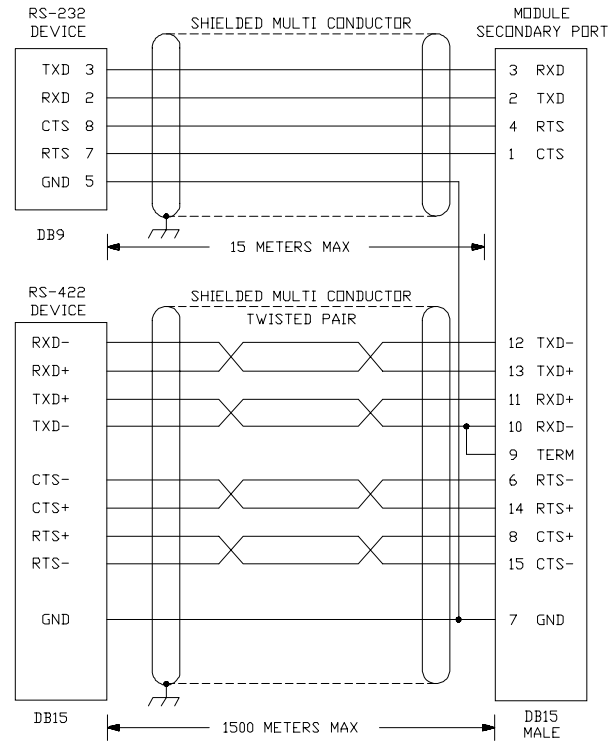 RS-232
DEVICE
SHIELDED MULTI CONDUCTOR
MODULE
SECONDARY PORT
TXD 3
3 RXD
RXD 2
2 TXD
CTS 8
4 RTS
RTS 7
1 CTS
GND 5
DB9
15 METERS MAX
RS-422
DEVICE
SHIELDED MULTI CONDUCTOR
TWISTED PAIR
RXD-
12 TXD-
RXD+
13 TXD+
TXD+
11 RXD+
TXD-
10 RXD-
9 TERM
CTS-
6 RTS-
CTS+
14 RTS+
RTS+
8 CTS+
RTS-
15 CTS-
GND
7 GND
DB15
1500 METERS MAX
DB15
MALE